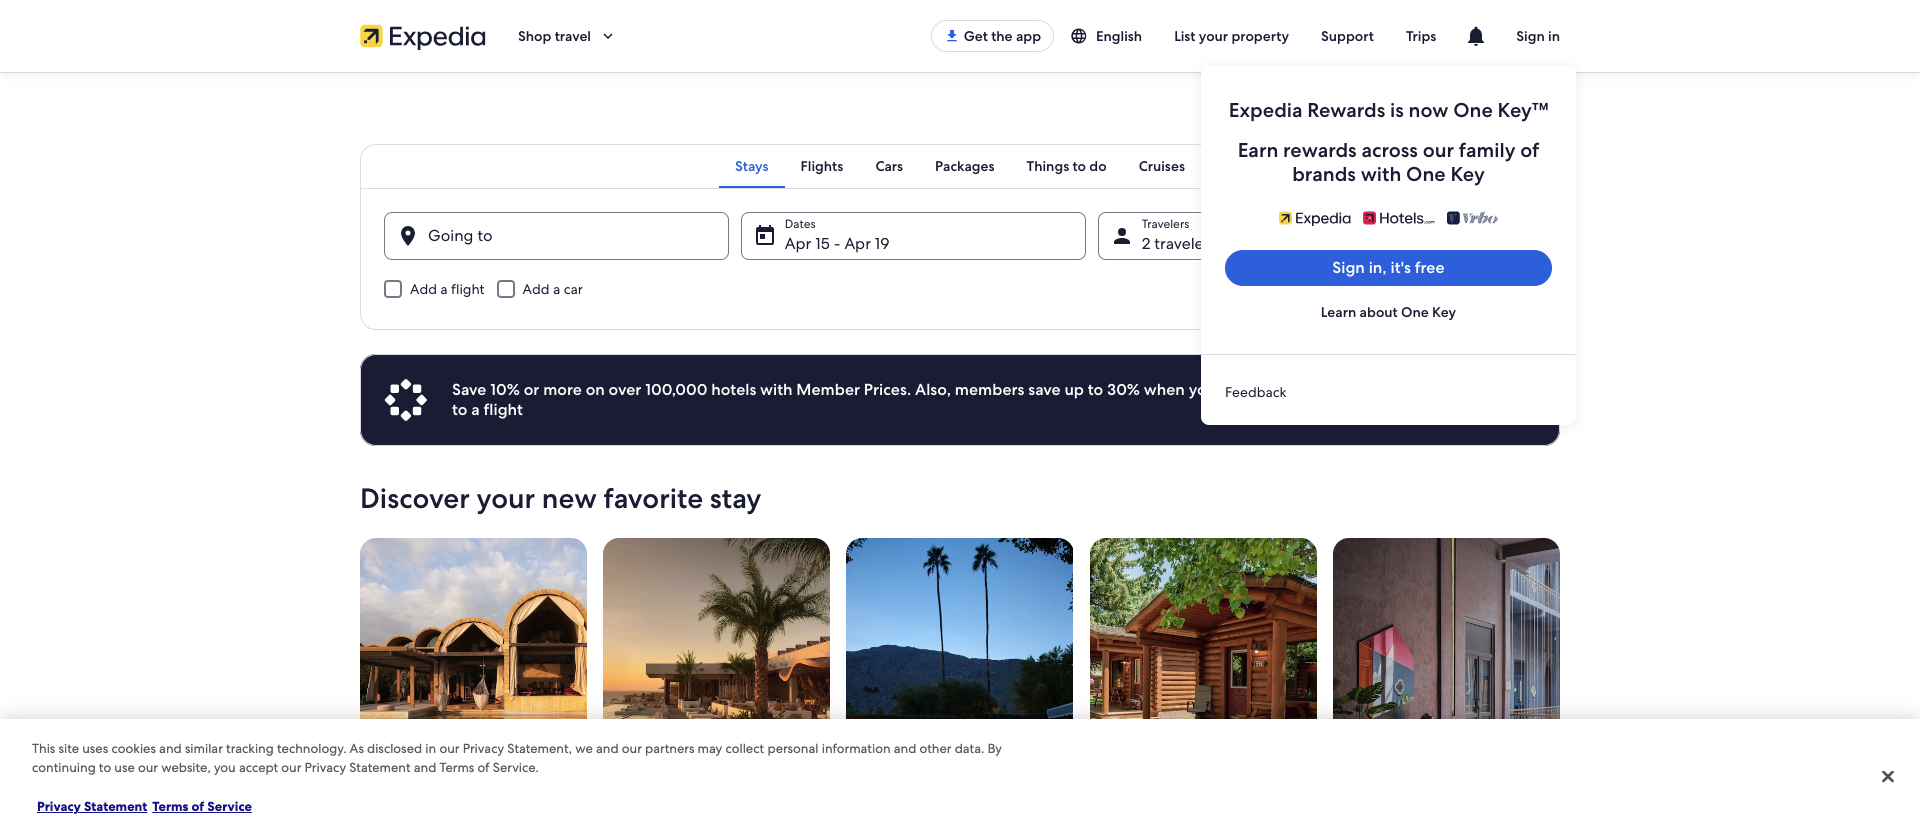 Expedia
Shop travel
Get the app
English
List your property
Support
Trips
Sign in
Expedia Rewards is now One Key™
Earn rewards across our family of
brands with One Key
Expedia Hotels.com Vrbo
Sign in, it's free
Learn about One Key
Feedback
Stays
Flights
Cars
Packages
Things to do
Cruises
Going to
Dates
Apr 15 - Apr 19
Travelers
2 travele
Add a flight
Add a car
Save 10% or more on over 100,000 hotels with Member Prices. Also, members save up to 30% when yo
to a flight
Discover your new favorite stay
This site uses cookies and similar tracking technology. As disclosed in our Privacy Statement, we and our partners may collect personal information and other data. By
continuing to use our website, you accept our Privacy Statement and Terms of Service.
Privacy Statement Terms of Service